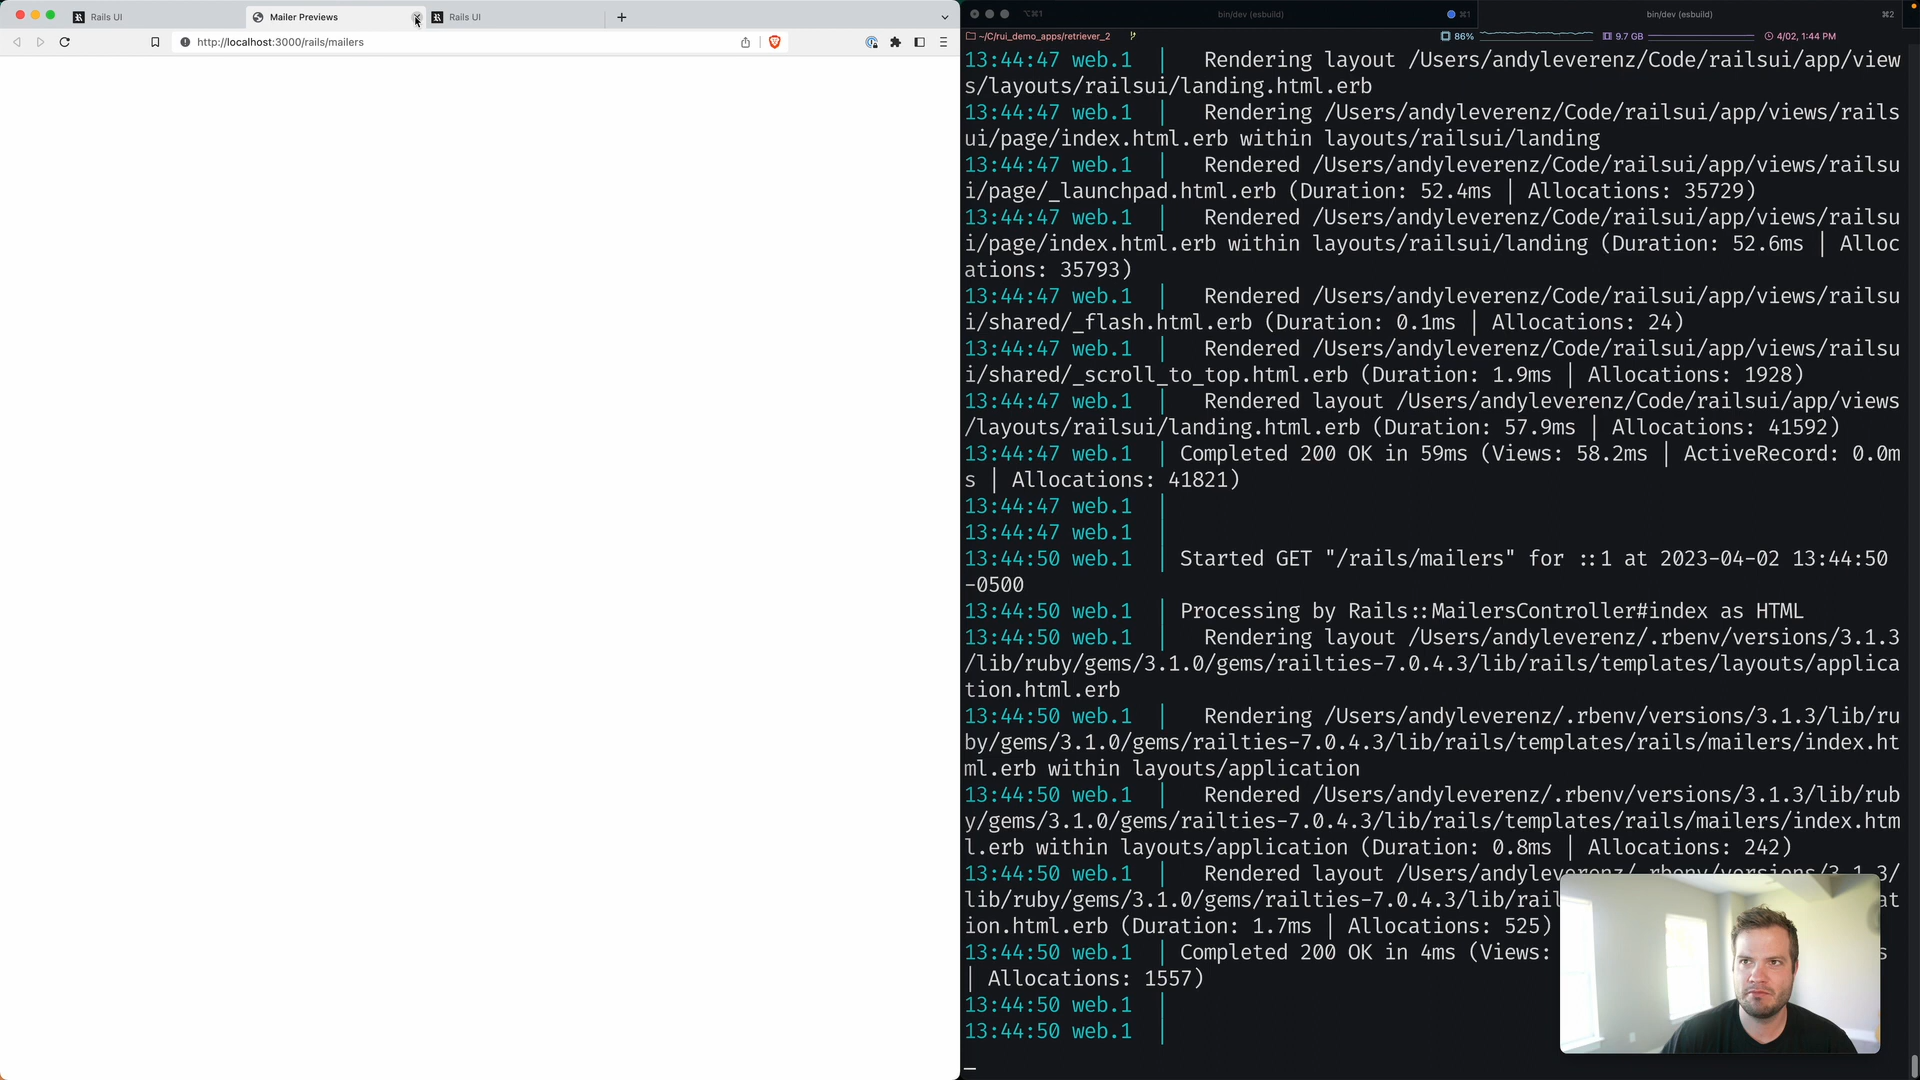 Rails UI
Mailer Previews
Rails UI
http://localhost:3000/rails/mailers
⌥⌘1
bin/dev (esbuild)
⌘1
bin/dev (esbuild)
⌘2
~/C/rui_demo_apps/retriever_2
86%
9.7 GB
4/02, 1:44 PM
13:44:47 web.1 | Rendering layout /Users/andyleverenz/Code/railsui/app/view
s/layouts/railsui/landing.html.erb
13:44:47 web.1 | Rendering /Users/andyleverenz/Code/railsui/app/views/rails
ui/page/index.html.erb within layouts/railsui/landing
13:44:47 web.1 | Rendered /Users/andyleverenz/Code/railsui/app/views/railsu
i/page/_launchpad.html.erb (Duration: 52.4ms | Allocations: 35729)
13:44:47 web.1 | Rendered /Users/andyleverenz/Code/railsui/app/views/railsu
i/page/index.html.erb within layouts/railsui/landing (Duration: 52.6ms | Alloc
ations: 35793)
13:44:47 web.1 | Rendered /Users/andyleverenz/Code/railsui/app/views/railsu
i/shared/_flash.html.erb (Duration: 0.1ms | Allocations: 24)
13:44:47 web.1 | Rendered /Users/andyleverenz/Code/railsui/app/views/railsu
i/shared/_scroll_to_top.html.erb (Duration: 1.9ms | Allocations: 1928)
13:44:47 web.1 | Rendered layout /Users/andyleverenz/Code/railsui/app/views
/layouts/railsui/landing.html.erb (Duration: 57.9ms | Allocations: 41592)
13:44:47 web.1 | Completed 200 OK in 59ms (Views: 58.2ms | ActiveRecord: 0.0m
s | Allocations: 41821)
13:44:47 web.1 |
13:44:47 web.1 |
13:44:50 web.1 | Started GET "/rails/mailers" for ::1 at 2023-04-02 13:44:50
-0500
13:44:50 web.1 | Processing by Rails::MailersController#index as HTML
13:44:50 web.1 | Rendering layout /Users/andyleverenz/.rbenv/versions/3.1.3
/lib/ruby/gems/3.1.0/gems/railties-7.0.4.3/lib/rails/templates/layouts/applica
tion.html.erb
13:44:50 web.1 | Rendering /Users/andyleverenz/.rbenv/versions/3.1.3/lib/ru
by/gems/3.1.0/gems/railties-7.0.4.3/lib/rails/templates/rails/mailers/index.ht
ml.erb within layouts/application
13:44:50 web.1 | Rendered /Users/andyleverenz/.rbenv/versions/3.1.3/lib/rub
y/gems/3.1.0/gems/railties-7.0.4.3/lib/rails/templates/rails/mailers/index.htm
l.erb within layouts/application (Duration: 0.8ms | Allocations: 242)
13:44:50 web.1 | Rendered layout /Users/andyleverenz/.rbenv/versions/3.1.3/
lib/ruby/gems/3.1.0/gems/railties-7.0.4.3/lib/rail at
ion.html.erb (Duration: 1.7ms | Allocations: 525)
13:44:50 web.1 | Completed 200 OK in 4ms (Views: s
| Allocations: 1557)
13:44:50 web.1 |
13:44:50 web.1 |